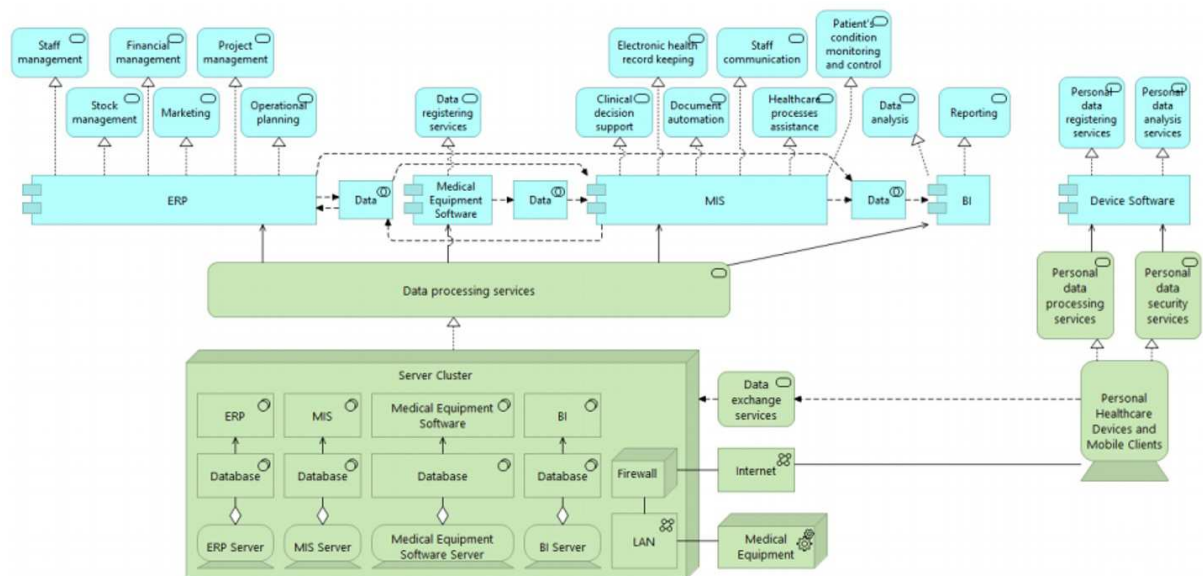 Staff
management
Financial
management
Project
management
Electronic health
record keeping
Staff
communication
Patient's
condition
monitoring
and control
Stock
management
Marketing
Operational
planning
Data
registering
services
Clinical
decision
support
Document
automation
Healthcare
processes
assistance
Data
analysis
Reporting
Personal
data
registering
services
Personal
data
analysis
services
ERP
Data
Medical
Equipment
Software
Data
MIS
Data
BI
Device Software
Data processing services
Personal
data
processing
services
Personal
data
security
services
Server Cluster
ERP
MIS
Medical Equipment
Software
BI
Data
exchange
services
Personal
Healthcare
Devices and
Mobile Clients
Database
Database
Database
Database
Firewall
Internet
ERP Server
MIS Server
Medical Equipment
Software Server
BI Server
LAN
Medical
Equipment